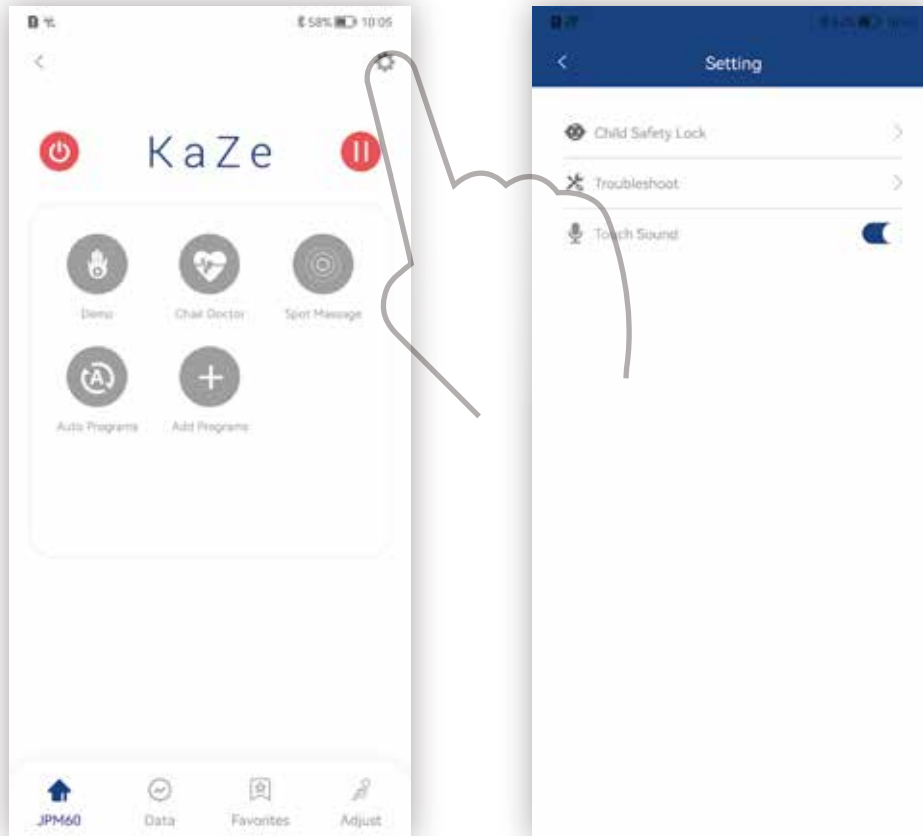 58% 10:05
KaZe
Demo
Chair Doctor
Spot Massage
Auto Programs
Add Programs
JPM60
Data
Favorites
Adjust
Setting
Child Safety Lock
Troubleshoot
Touch Sound